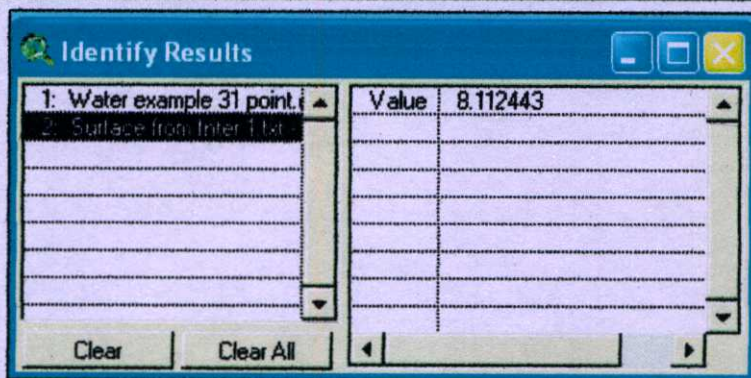 Identify Results
1: Water example 31 point.
2: Surface from Inter 1.txt
Value 8.112443
Clear Clear All